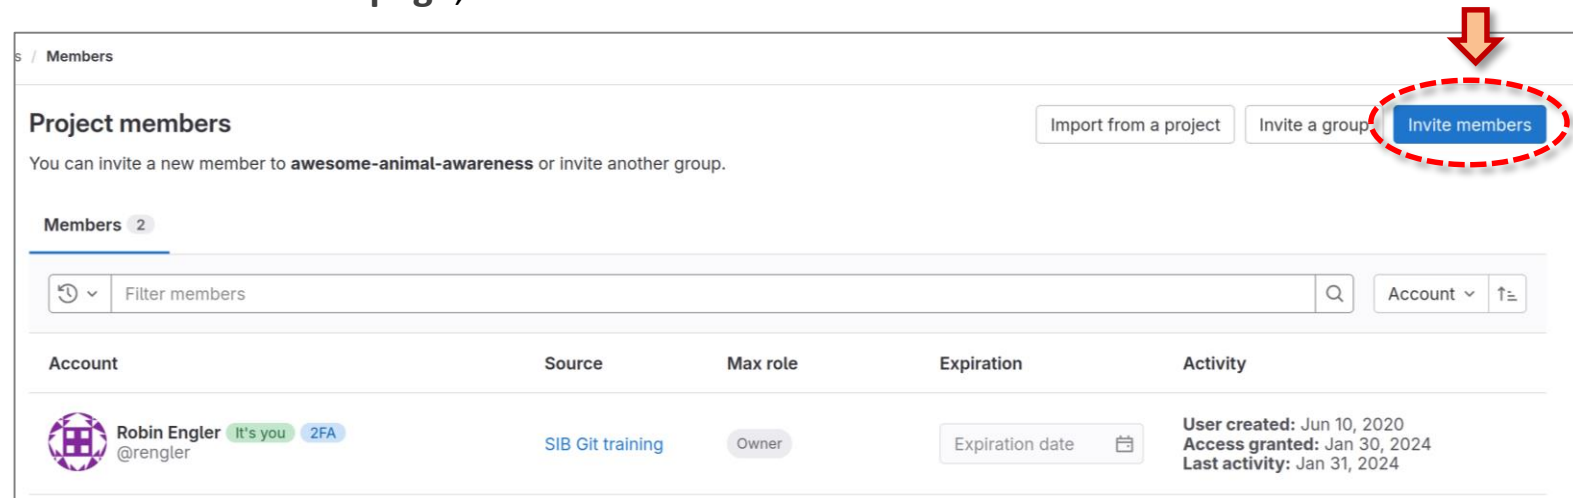 page,
s / Members
Project members
Import from a project
Invite a group
Invite members
You can invite a new member to awesome-animal-awareness or invite another group.
Members 2
Filter members
Account
Account Source Max role Expiration Activity
Robin Engler It's you 2FA
@rengler
SIB Git training
Owner
Expiration date
User created: Jun 10, 2020
Access granted: Jan 30, 2024
Last activity: Jan 31, 2024